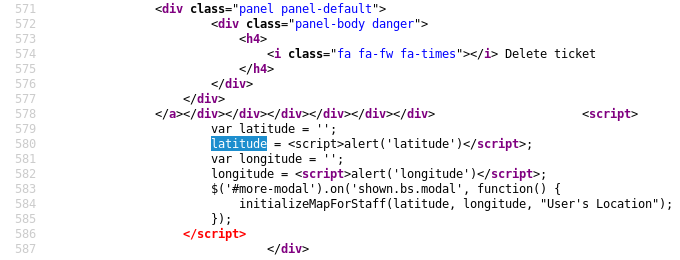 571 <div class="panel panel-default">
572 <div class="panel-body danger">
573 <h4>
574 <i class="fa fa-fw fa-times"></i> Delete ticket
575 </h4>
576 </div>
577 </div>
578 </a></div></div></div></div></div></div> <script>
579 var latitude = '';
580 latitude = <script>alert('latitude')</script>;
581 var longitude = '';
582 longitude = <script>alert('longitude')</script>;
583 $('#more-modal').on('shown.bs.modal', function() {
584 initializeMapForStaff(latitude, longitude, "User's Location");
585 });
586 </script>
587 </div>